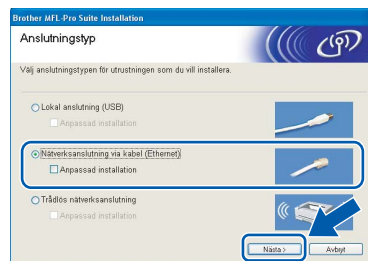 Brother MFL-Pro Suite Installation
Anslutningstyp
Välj anslutningstypen för utrustningen som du vill installera.
Lokal anslutning (USB)
Anpassad installation
Nätverksanslutning via kabel (Ethernet)
Anpassad installation
Trådlös nätverksanslutning
Anpassad installation
Nästa > Avbryt